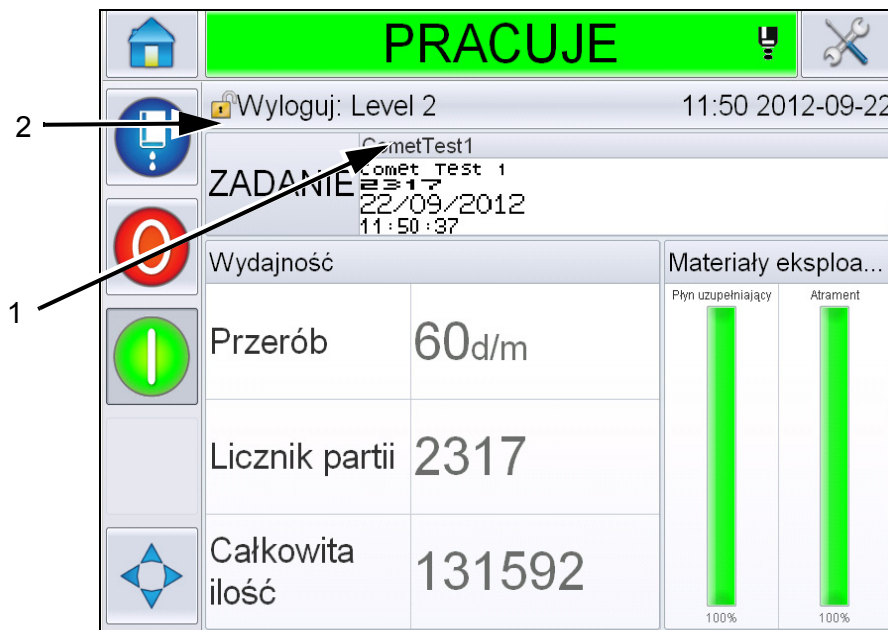 PRACUJE
2
Wyloguj: Level 2 11:50 2012-09-22
CometTest1
ZADANIE
Comet Test 1
2317
22/09/2012
11:50:37
1
Wydajność
Materiały eksploa...
Płyn uzupełniający Atrament
Przerób 60d/m
Licznik partii 2317
Całkowita
ilość
131592
100% 100%